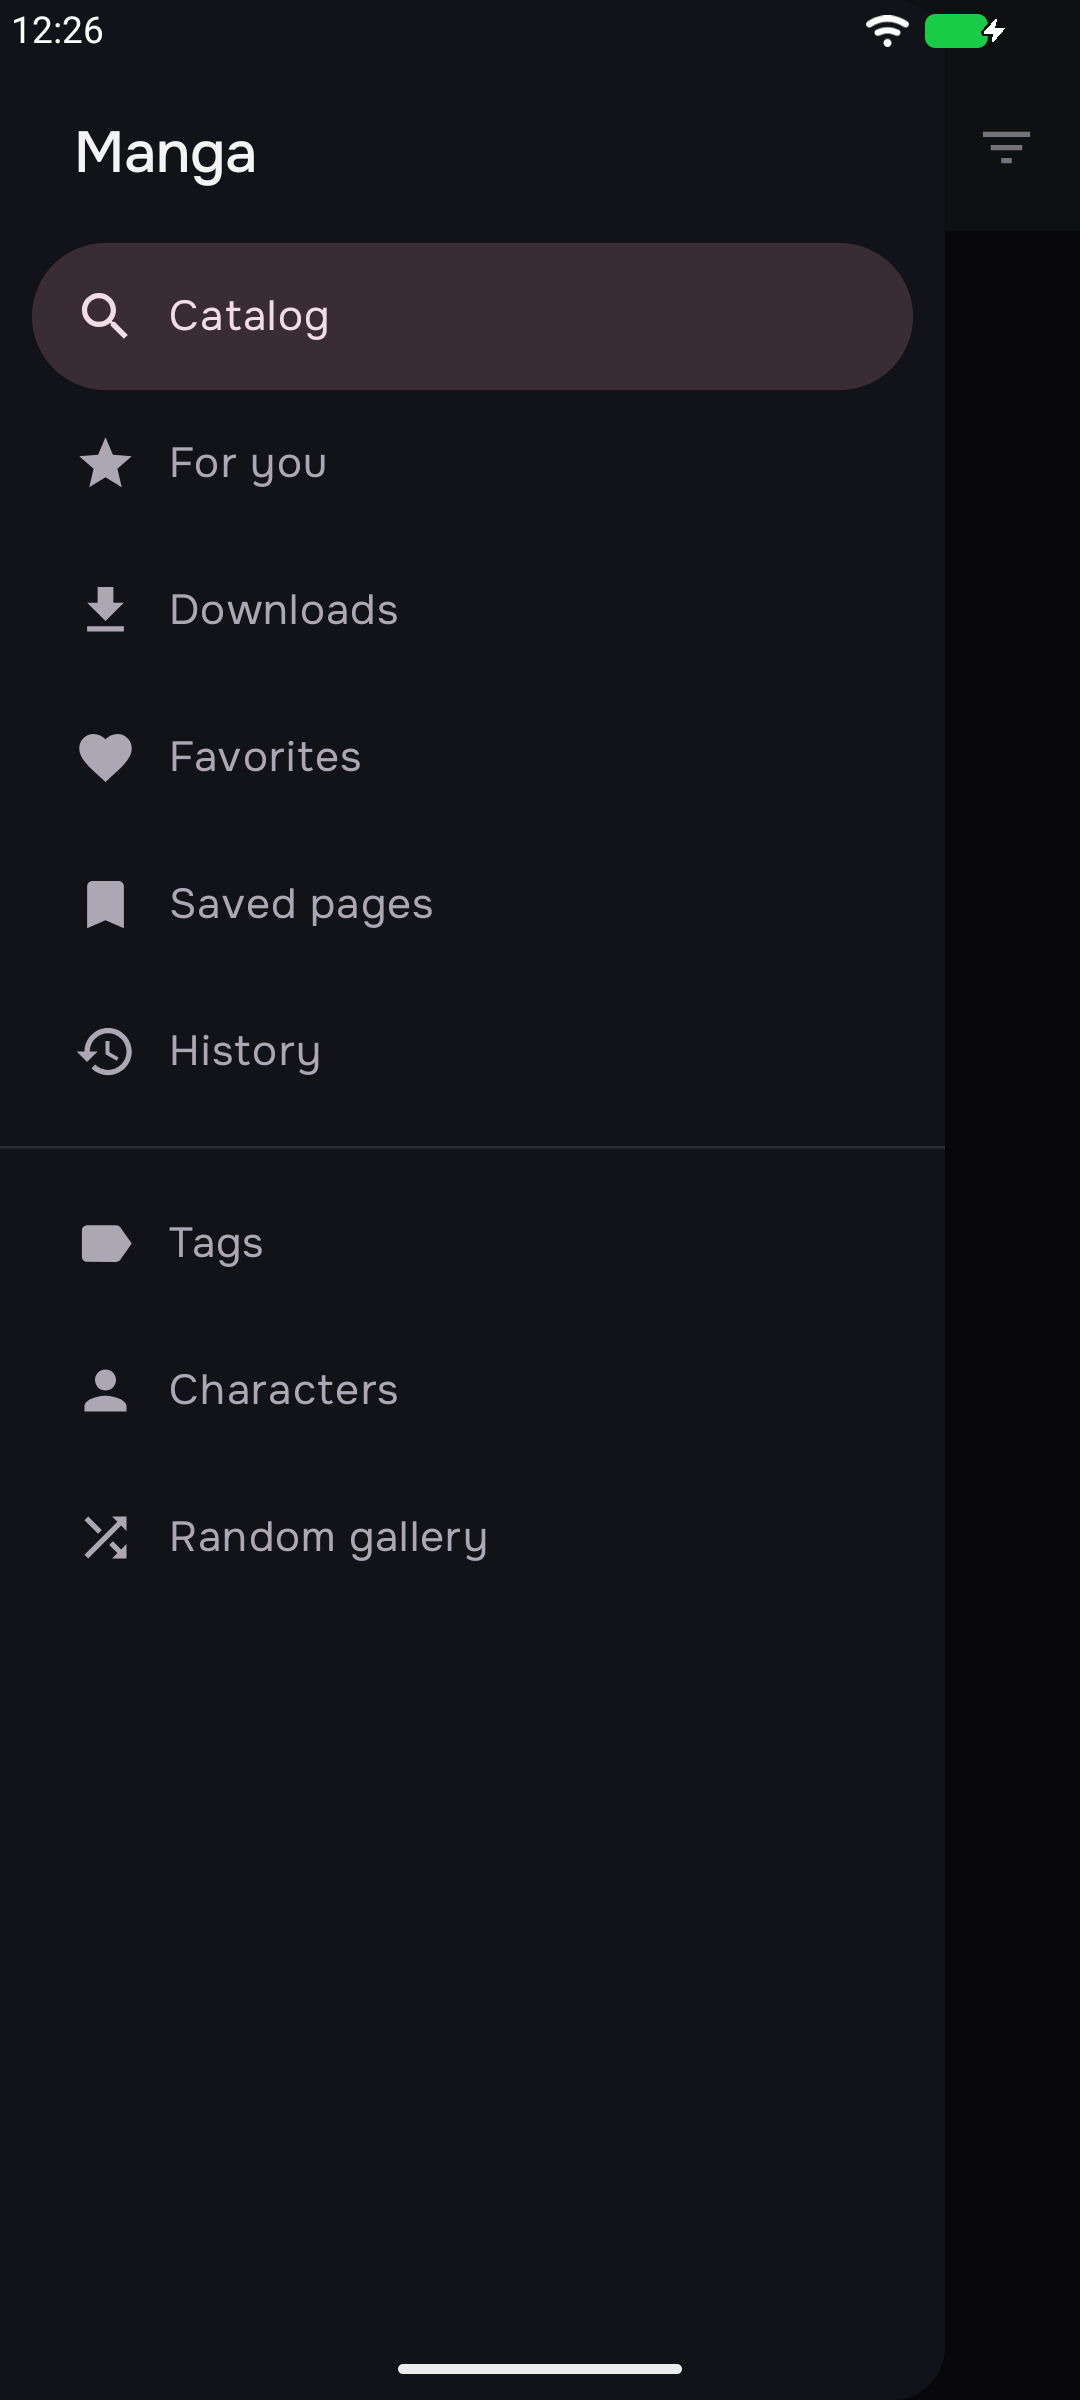 12:26
Manga
Catalog
For you
Downloads
Favorites
Saved pages
History
Tags
Characters
Random gallery